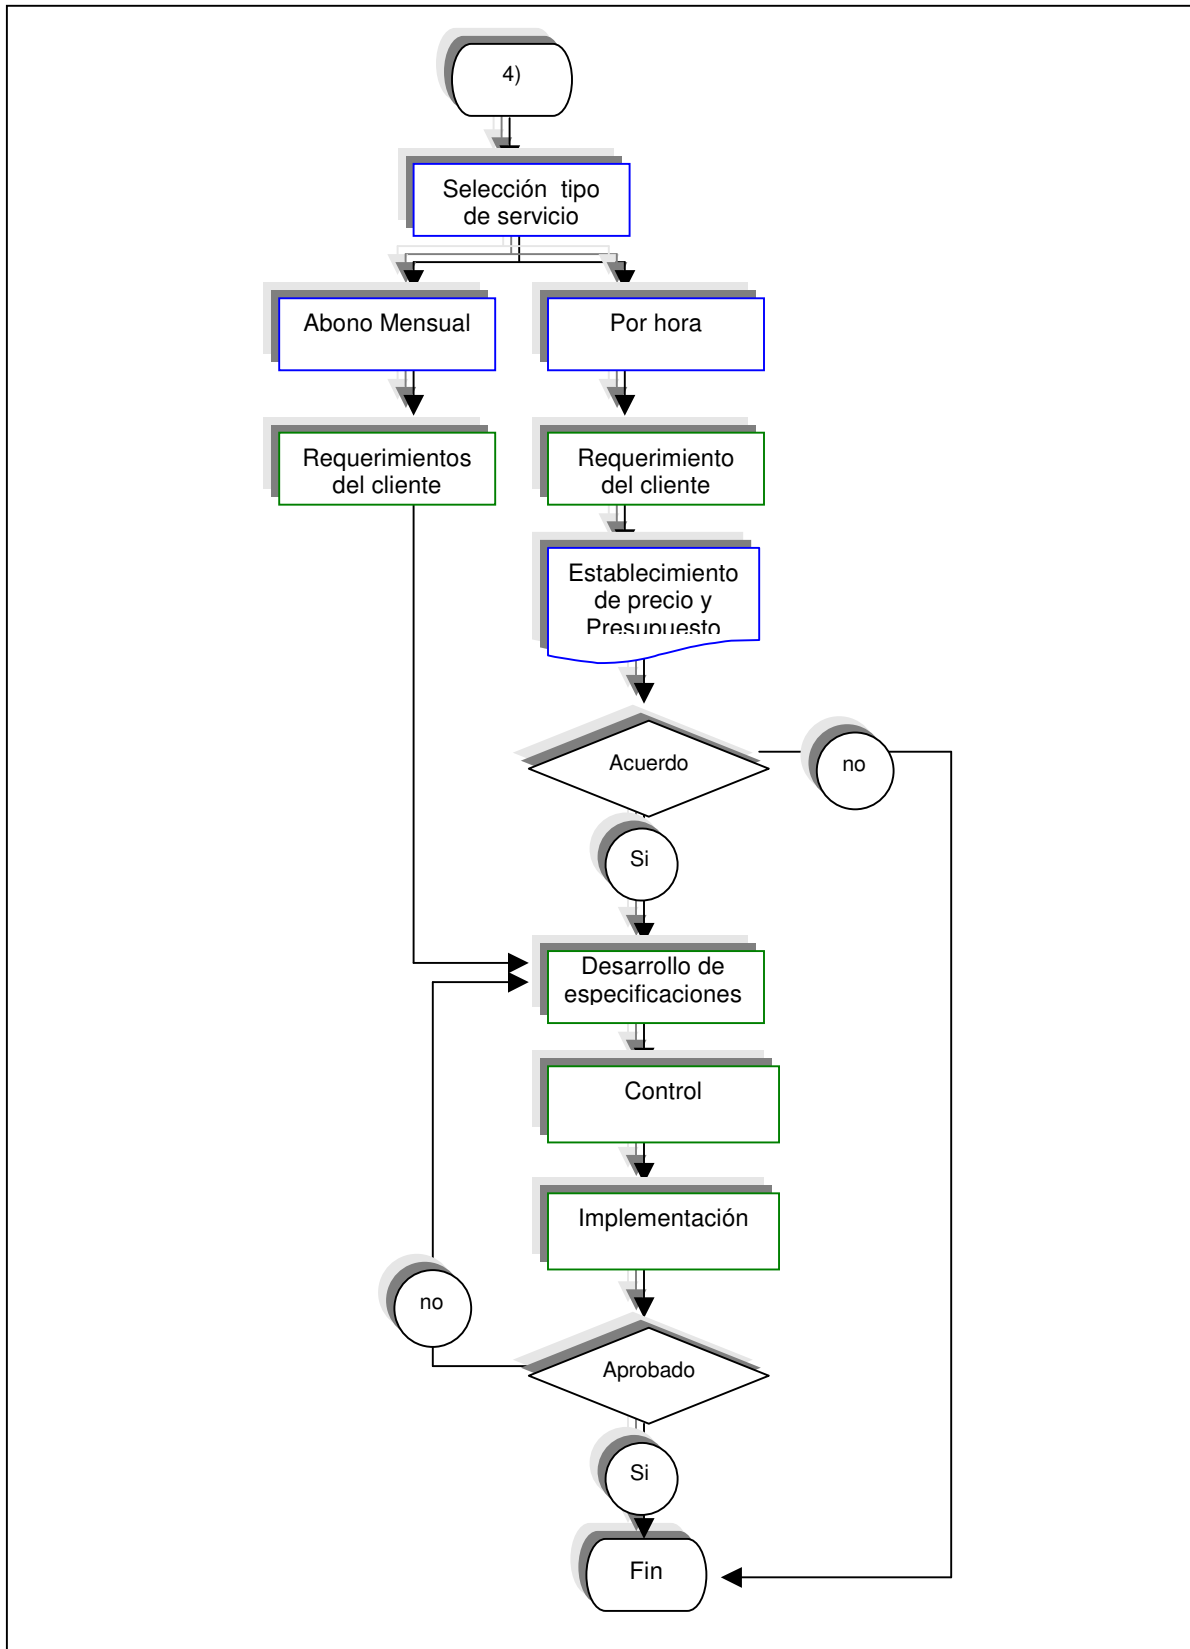 4)
Selección tipo
de servicio
Abono Mensual
Por hora
Requerimientos
del cliente
Requerimiento
del cliente
Establecimiento
de precio y
Presupuesto
Acuerdo
no
Si
Desarrollo de
especificaciones
Control
Implementación
no
Aprobado
Si
Fin